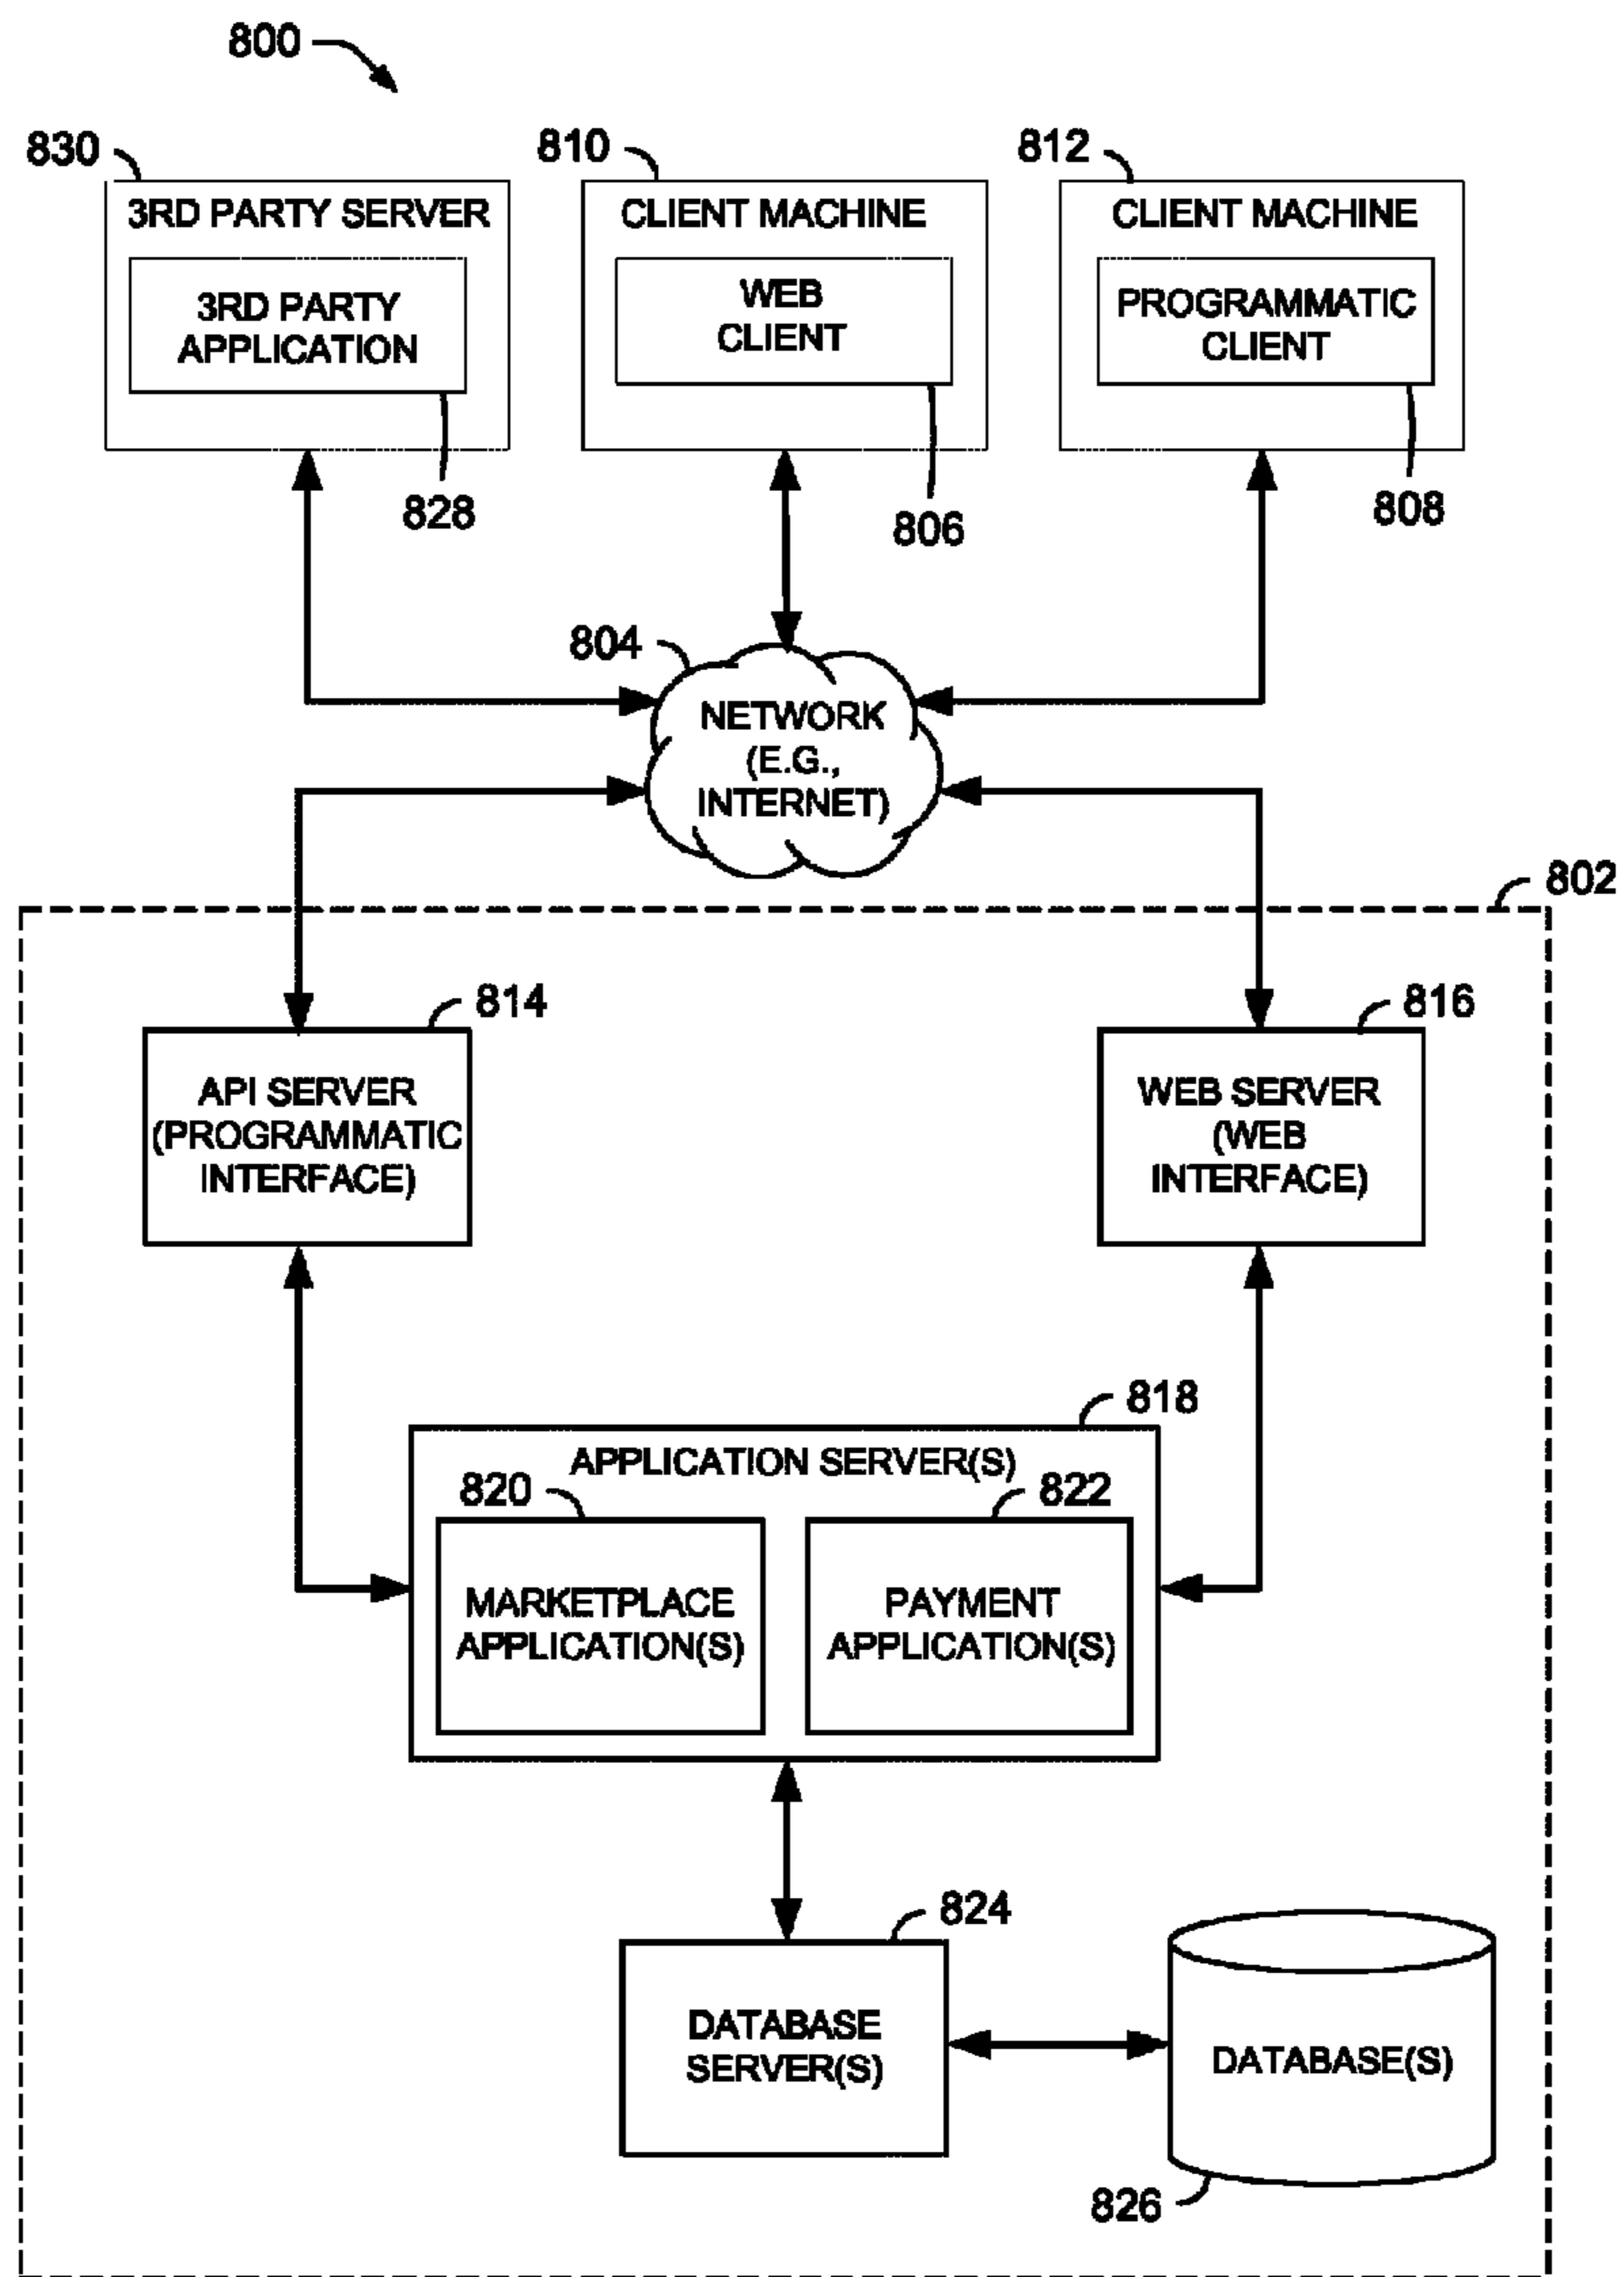 800
830
810
812
3RD PARTY SERVER
3RD PARTY
APPLICATION
828
CLIENT MACHINE
WEB
CLIENT
806
CLIENT MACHINE
PROGRAMMATIC
CLIENT
808
804
NETWORK
(E.G.,
INTERNET)
802
814
API SERVER
(PROGRAMMATIC
INTERFACE)
816
WEB SERVER
(WEB
INTERFACE)
818
APPLICATION SERVER(S)
820
822
MARKETPLACE
APPLICATION(S)
PAYMENT
APPLICATION(S)
824
DATABASE
SERVER(S)
DATABASE(S)
826